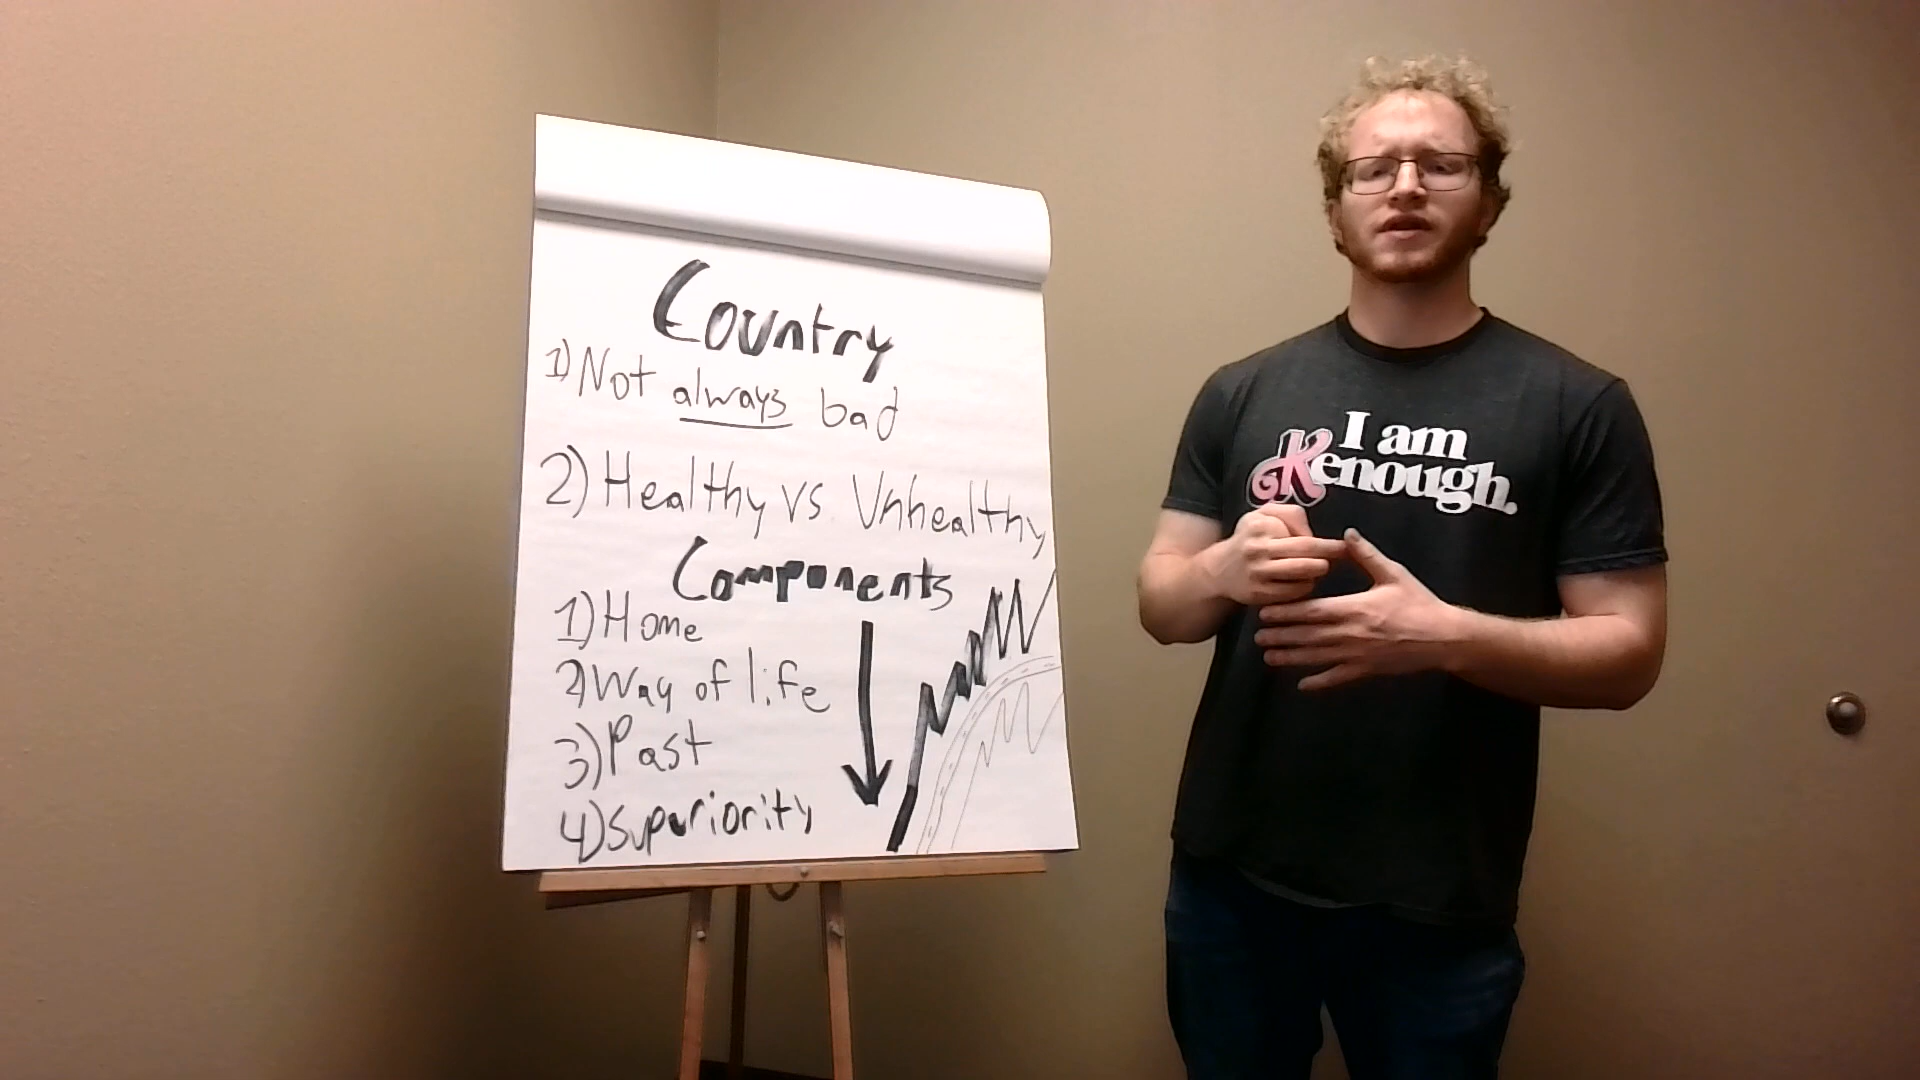 Country
1) Not always bad
2) Healthy vs Unhealthy
Components
1) Home
2) Way of life
3) Past
4) Superiority
I am
Kenough.